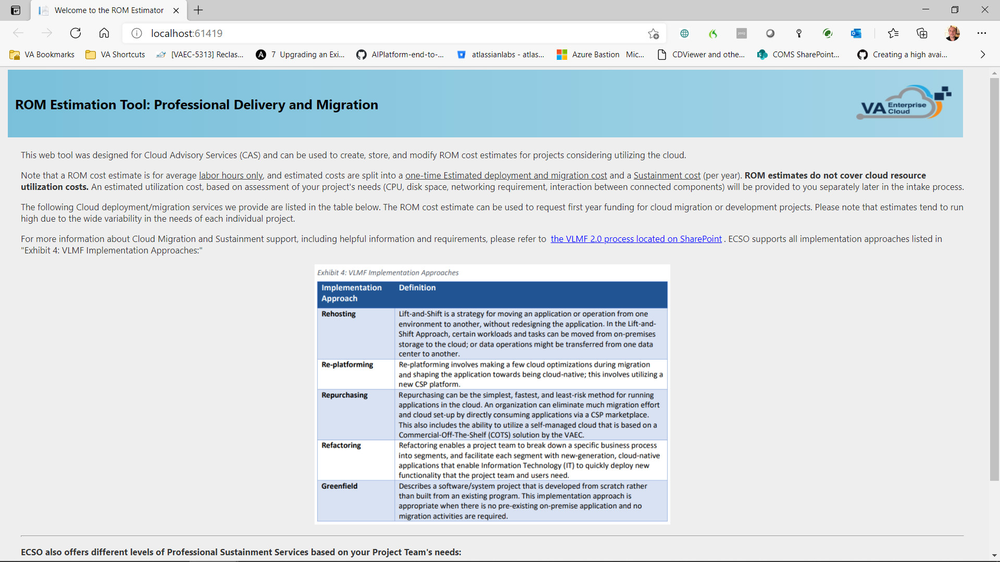 Welcome to the ROM Estimator
localhost:61419
VA Bookmarks
VA Shortcuts
[VAEC-5313] Reclas...
7 Upgrading an Exi...
AIPlatform-end-to-...
atlassianlabs - atlas...
Azure Bastion Mic...
CDViewer and othe...
COMS SharePoint...
Creating a high avai...
ROM Estimation Tool: Professional Delivery and Migration
VA Enterprise Cloud
This web tool was designed for Cloud Advisory Services (CAS) and can be used to create, store, and modify ROM cost estimates for projects considering utilizing the cloud.
Note that a ROM cost estimate is for average labor hours only, and estimated costs are split into a one-time Estimated deployment and migration cost and a Sustainment cost (per year). ROM estimates do not cover cloud resource
utilization costs. An estimated utilization cost, based on assessment of your project's needs (CPU, disk space, networking requirement, interaction between connected components) will be provided to you separately later in the intake process.
The following Cloud deployment/migration services we provide are listed in the table below. The ROM cost estimate can be used to request first year funding for cloud migration or development projects. Please note that estimates tend to run
high due to the wide variability in the needs of each individual project.
For more information about Cloud Migration and Sustainment support, including helpful information and requirements, please refer to the VLMF 2.0 process located on SharePoint . ECSO supports all implementation approaches listed in
"Exhibit 4: VLMF Implementation Approaches:"
Exhibit 4: VLMF Implementation Approaches
Implementation
Approach
Definition
Rehosting
Lift-and-Shift is a strategy for moving an application or operation from one
environment to another, without redesigning the application. In the Lift-and-
Shift Approach, certain workloads and tasks can be moved from on-premises
storage to the cloud; or data operations might be transferred from one data
center to another.
Re-platforming
Re-platforming involves making a few cloud optimizations during migration
and shaping the application towards being cloud-native; this involves utilizing a
new CSP platform.
Repurchasing
Repurchasing can be the simplest, fastest, and least-risk method for running
applications in the cloud. An organization can eliminate much migration effort
and cloud set-up by directly consuming applications via a CSP marketplace.
This also includes the ability to utilize a self-managed cloud that is based on a
Commercial-Off-The-Shelf (COTS) solution by the VAEC.
Refactoring
Refactoring enables a project team to break down a specific business process
into segments, and facilitate each segment with new-generation, cloud-native
applications that enable Information Technology (IT) to quickly deploy new
functionality that the project team and users need.
Greenfield
Describes a software/system project that is developed from scratch rather
than built from an existing program. This implementation approach is
appropriate when there is no pre-existing on-premise application and no
migration activities are required.
ECSO also offers different levels of Professional Sustainment Services based on your Project Team's needs: